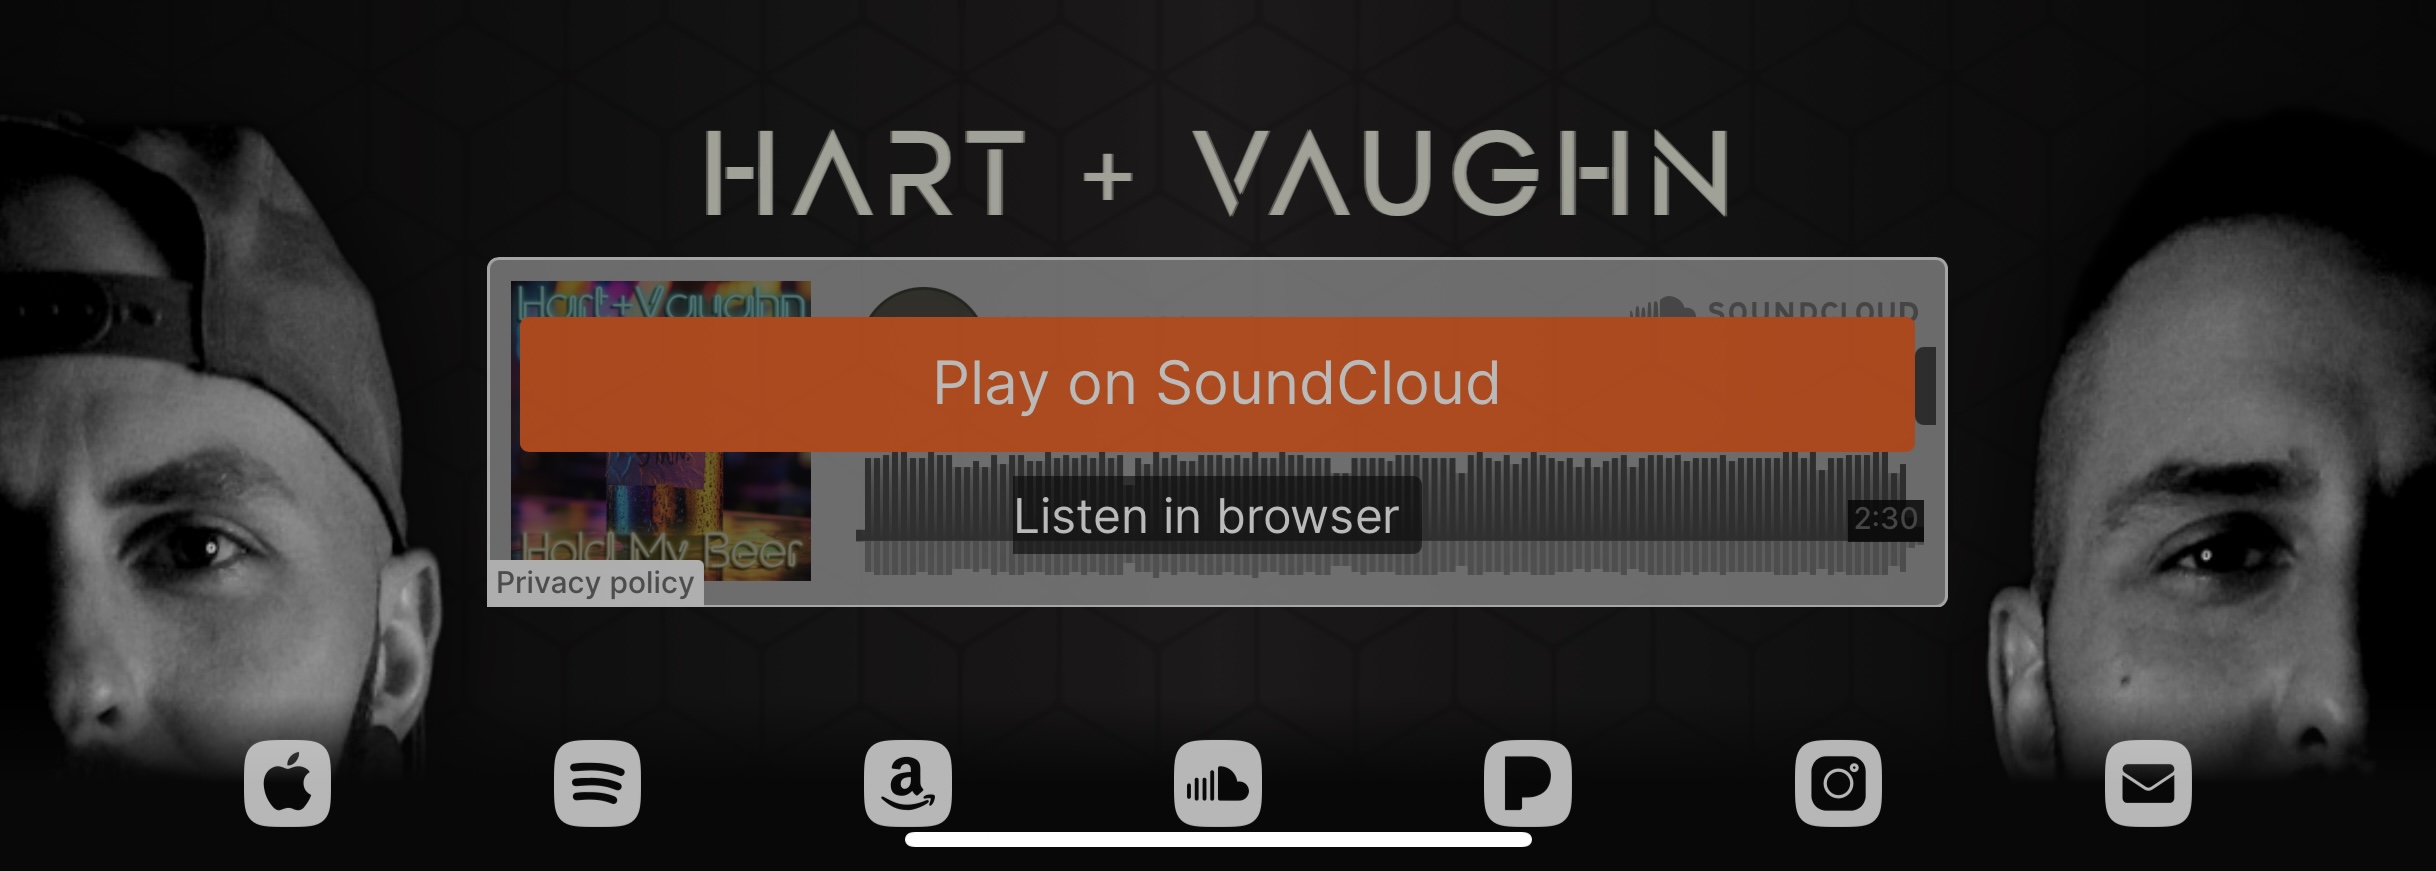 HART + VAUGHN
Hart+Vaughn
SOUNDCLOUD
Play on SoundCloud
Listen in browser
2:30
Hold My Beer
Privacy policy